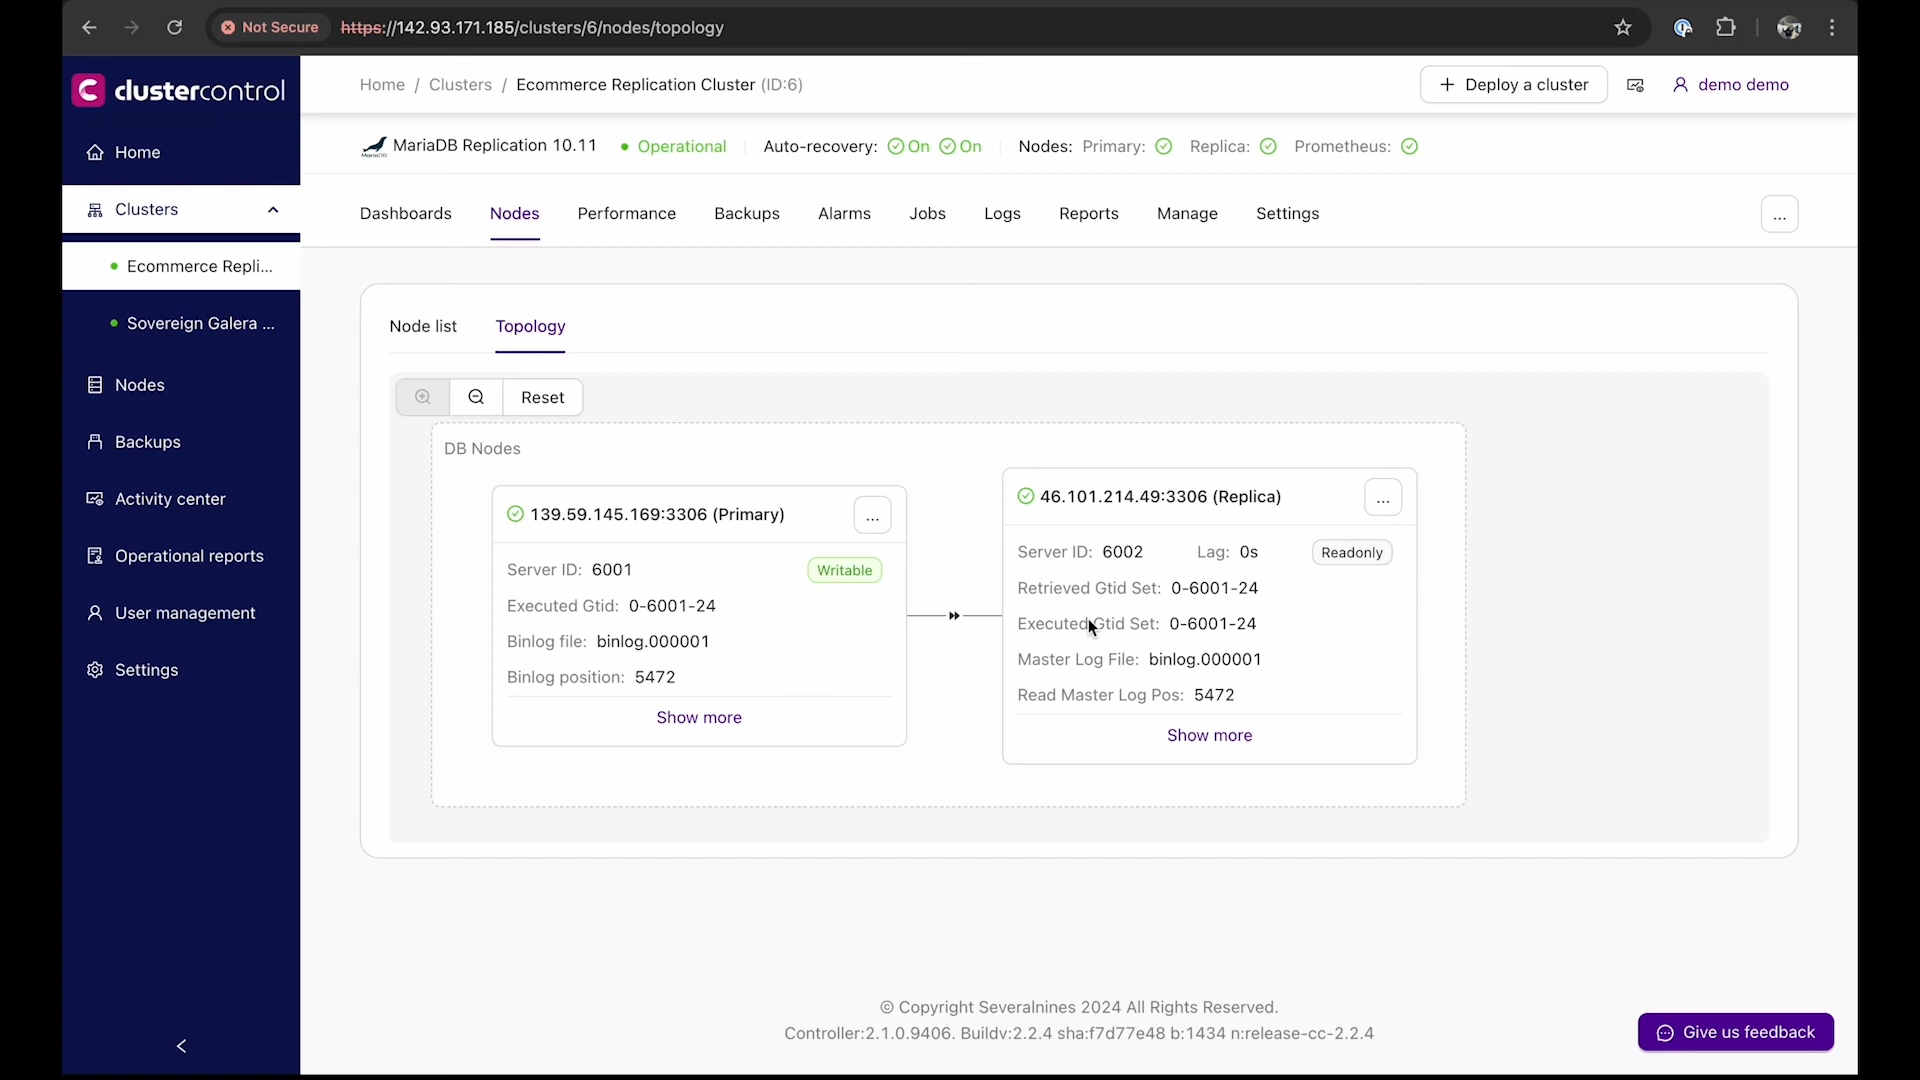 Not Secure https://142.93.171.185/clusters/6/nodes/topology
clustercontrol
Home / Clusters / Ecommerce Replication Cluster (ID:6)
Deploy a cluster
demo demo
Home
Clusters
Ecommerce Repli...
Sovereign Galera ...
Nodes
Backups
Activity center
Operational reports
User management
Settings
MariaDB MariaDB Replication 10.11 Operational Auto-recovery: On On Nodes: Primary: Replica: Prometheus:
Dashboards Nodes Performance Backups Alarms Jobs Logs Reports Manage Settings ...
Node list Topology
Reset
DB Nodes
139.59.145.169:3306 (Primary) ...
Server ID: 6001 Writable
Executed Gtid: 0-6001-24
Binlog file: binlog.000001
Binlog position: 5472
Show more
46.101.214.49:3306 (Replica) ...
Server ID: 6002 Lag: 0s Readonly
Retrieved Gtid Set: 0-6001-24
Executed Gtid Set: 0-6001-24
Master Log File: binlog.000001
Read Master Log Pos: 5472
Show more
© Copyright Severalnines 2024 All Rights Reserved.
Controller:2.1.0.9406. Buildv:2.2.4 sha:f7d77e48 b:1434 n:release-cc-2.2.4
Give us feedback